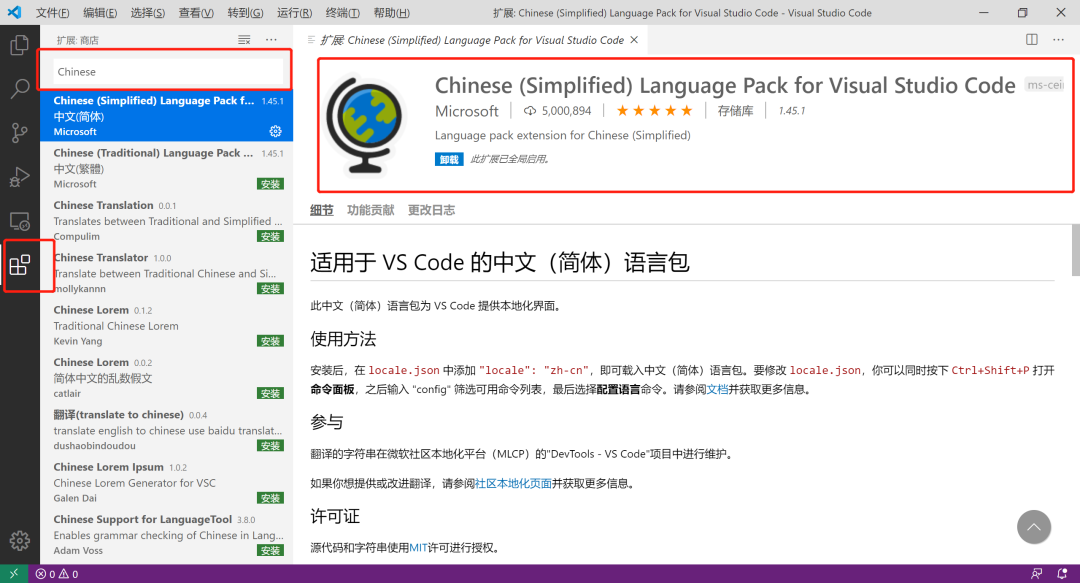 文件(F) 编辑(E) 选择(S) 查看(V) 转到(G) 运行(R) 终端(T) 帮助(H) 扩展: Chinese (Simplified) Language Pack for Visual Studio Code - Visual Studio Code
扩展: 商店
Chinese
Chinese (Simplified) Language Pack f... 1.45.1
中文(简体)
Microsoft
Chinese (Traditional) Language Pack ... 1.45.1
中文(繁體)
Microsoft 安装
Chinese Translation 0.0.1
Translates between Traditional and Simplified ...
Compulim 安装
Chinese Translator 1.0.0
Translate between Traditional Chinese and Si...
mollykannn 安装
Chinese Lorem 0.1.2
Traditional Chinese Lorem
Kevin Yang 安装
Chinese Lorem 0.0.2
简体中文的乱数假文
catlair 安装
翻译(translate to chinese) 0.0.4
translate english to chinese use baidu translat...
dushaobindoudou 安装
Chinese Lorem Ipsum 1.0.2
Chinese Lorem Generator for VSC
Galen Dai 安装
Chinese Support for LanguageTool 3.8.0
Enables grammar checking of Chinese in Lang...
Adam Voss 安装
扩展: Chinese (Simplified) Language Pack for Visual Studio Code
Chinese (Simplified) Language Pack for Visual Studio Code ms-cei
Microsoft 5,000,894 存储库 1.45.1
Language pack extension for Chinese (Simplified)
卸载 此扩展已全局启用。
细节 功能贡献 更改日志
适用于 VS Code 的中文（简体）语言包
此中文（简体）语言包为 VS Code 提供本地化界面。
使用方法
安装后，在 locale.json 中添加 "locale": "zh-cn"，即可载入中文（简体）语言包。要修改 locale.json，你可以同时按下 Ctrl+Shift+P 打开
命令面板，之后输入 "config" 筛选可用命令列表，最后选择配置语言命令。请参阅文档并获取更多信息。
参与
翻译的字符串在微软社区本地化平台（MLCP）的"DevTools - VS Code"项目中进行维护。
如果你想提供或改进翻译，请参阅社区本地化页面并获取更多信息。
许可证
源代码和字符串使用MIT许可进行授权。
0 0